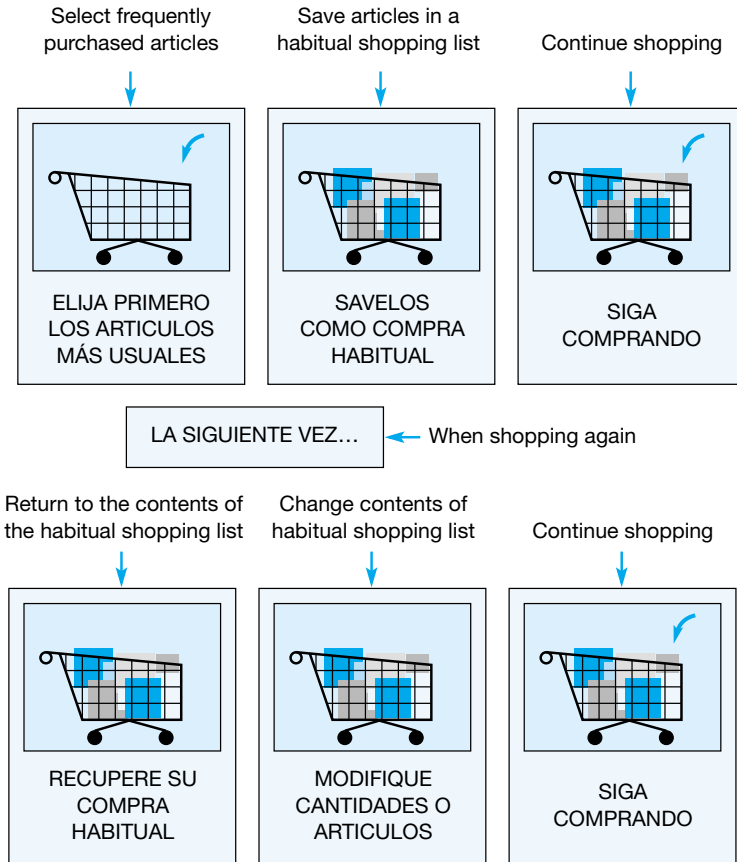 Select frequently
purchased articles
Save articles in a
habitual shopping list
Continue shopping
ELIJA PRIMERO
LOS ARTICULOS
MÁS USUALES
SAVELOS
COMO COMPRA
HABITUAL
SIGA
COMPRANDO
LA SIGUIENTE VEZ...
When shopping again
Return to the contents of
the habitual shopping list
Change contents of
habitual shopping list
Continue shopping
RECUPERE SU
COMPRA
HABITUAL
MODIFIQUE
CANTIDADES O
ARTICULOS
SIGA
COMPRANDO